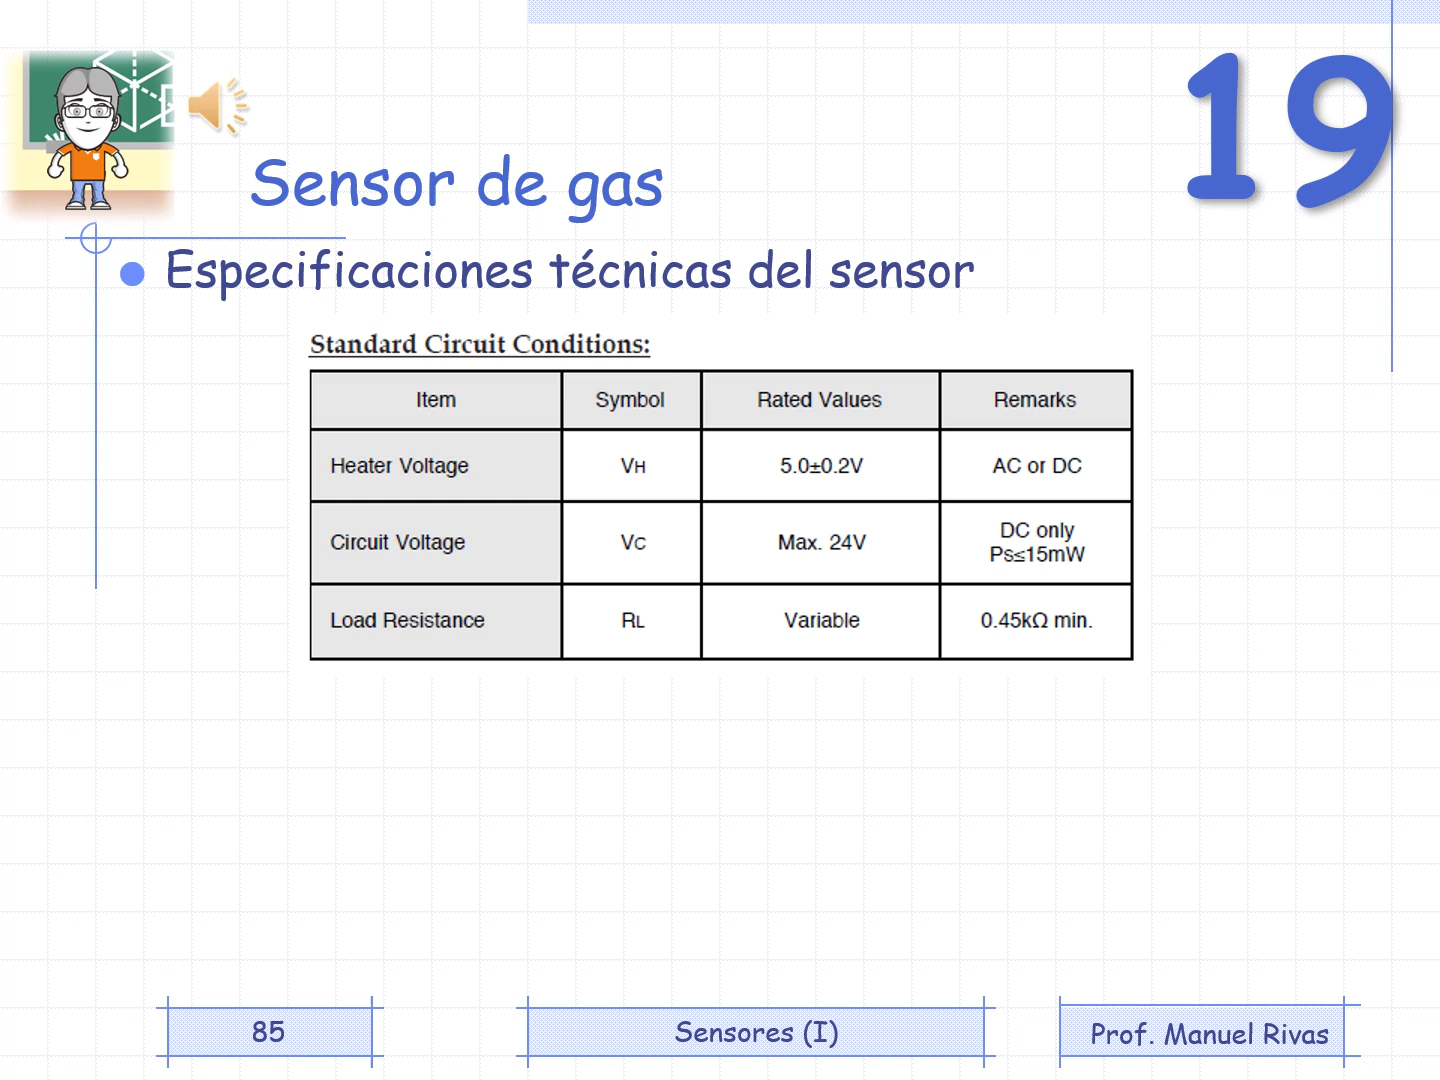 19
Sensor de gas
Especificaciones técnicas del sensor
Standard Circuit Conditions:
Item Symbol Rated Values Remarks
Heater Voltage VH 5.0±0.2V AC or DC
Circuit Voltage VC Max. 24V DC only
Ps≤15mW
Load Resistance RL Variable 0.45kΩ min.
85 Sensores (I) Prof. Manuel Rivas